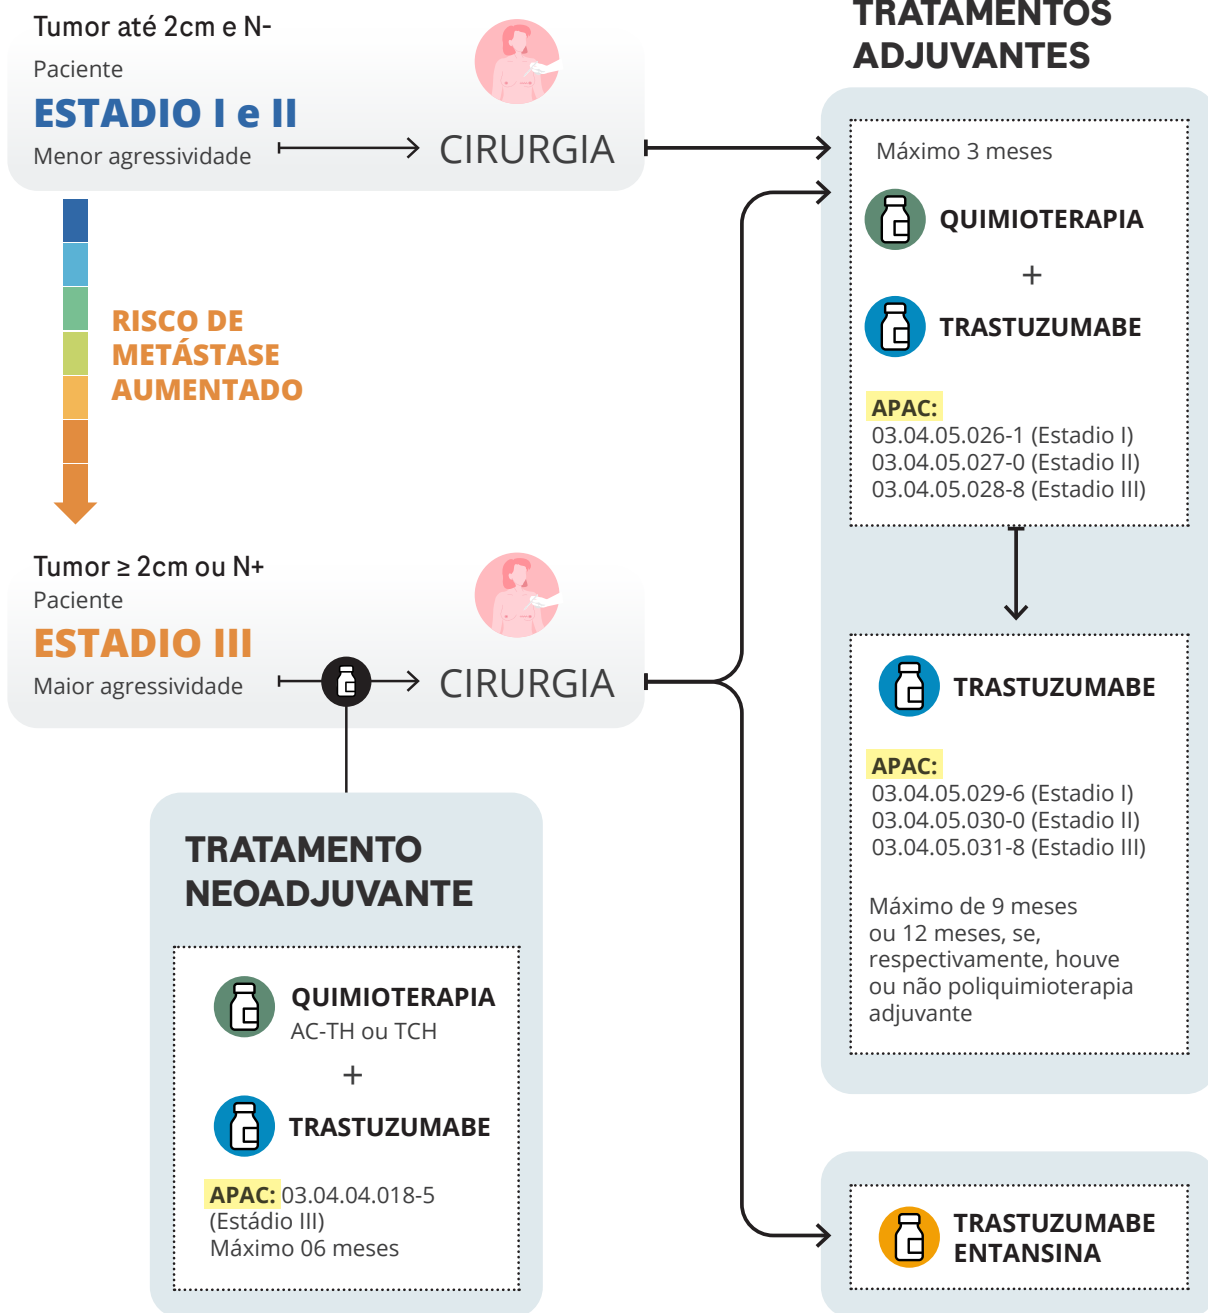 Tumor até 2cm e N-
Paciente
ESTADIO I e II
Menor agressividade
CIRURGIA
RISCO DE
METÁSTASE
AUMENTADO
Tumor ≥ 2cm ou N+
Paciente
ESTADIO III
Maior agressividade
CIRURGIA
TRATAMENTO
NEOADJUVANTE
QUIMIOTERAPIA
AC-TH ou TCH
+
TRASTUZUMABE
APAC: 03.04.04.018-5
(Estádio III)
Máximo 06 meses
TRATAMENTOS
ADJUVANTES
Máximo 3 meses
QUIMIOTERAPIA
+
TRASTUZUMABE
APAC:
03.04.05.026-1 (Estadio I)
03.04.05.027-0 (Estadio II)
03.04.05.028-8 (Estadio III)
TRASTUZUMABE
APAC:
03.04.05.029-6 (Estadio I)
03.04.05.030-0 (Estadio II)
03.04.05.031-8 (Estadio III)
Máximo de 9 meses
ou 12 meses, se,
respectivamente, houve
ou não poliquimioterapia
adjuvante
TRASTUZUMABE
ENTANSINA